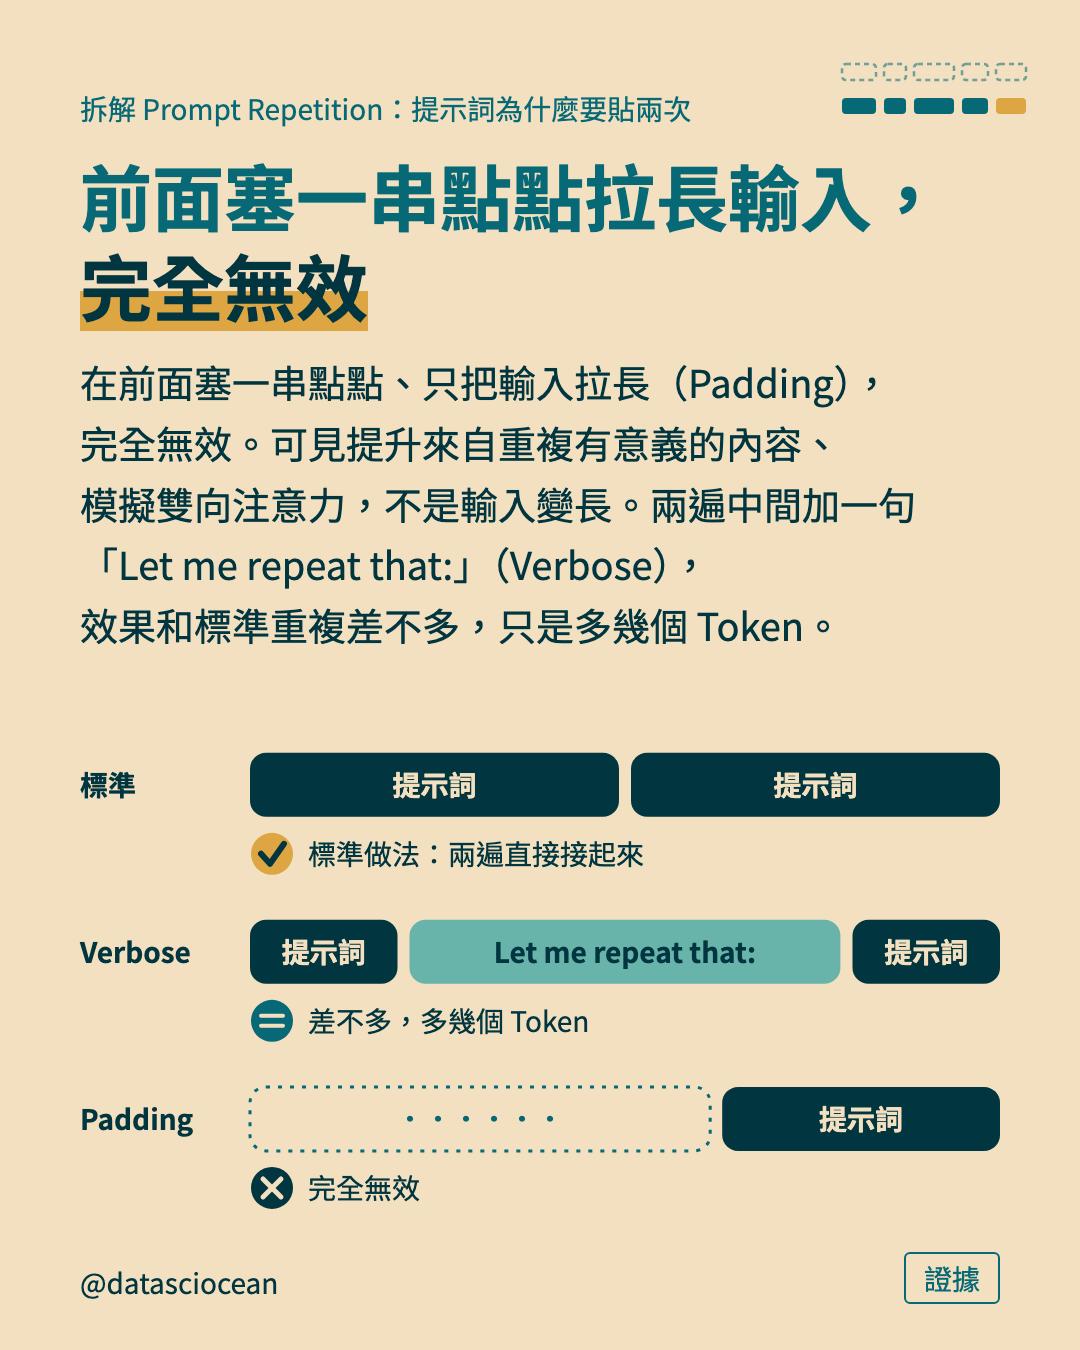 拆解 Prompt Repetition：提示詞為什麼要貼兩次
前面塞一串點點拉長輸入，
完全無效
在前面塞一串點點、只把輸入拉長（Padding），
完全無效。可見提升來自重複有意義的內容、
模擬雙向注意力，不是輸入變長。兩遍中間加一句
「Let me repeat that:」（Verbose），
效果和標準重複差不多，只是多幾個 Token。
標準
提示詞 提示詞
標準做法：兩遍直接接起來
Verbose
提示詞 Let me repeat that: 提示詞
差不多，多幾個 Token
Padding
· · · · · · 提示詞
完全無效
@datasciocean
證據